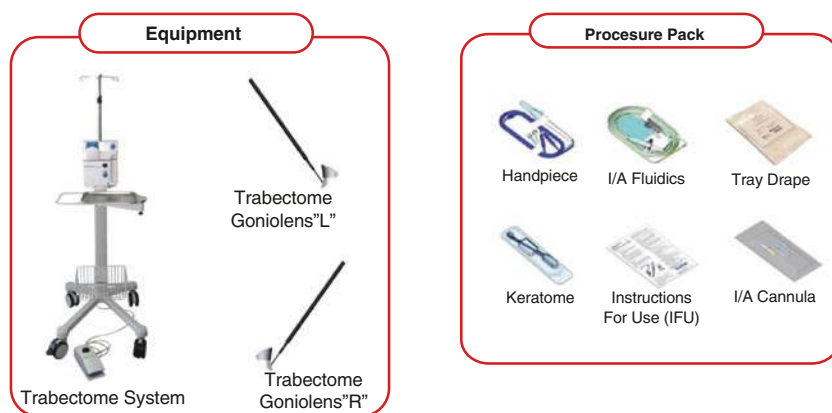 Equipment
Trabectome
Goniolens"L"
Trabectome System
Trabectome
Goniolens"R"
Procesure Pack
Handpiece
I/A Fluidics
Tray Drape
Keratome
Instructions
For Use (IFU)
I/A Cannula